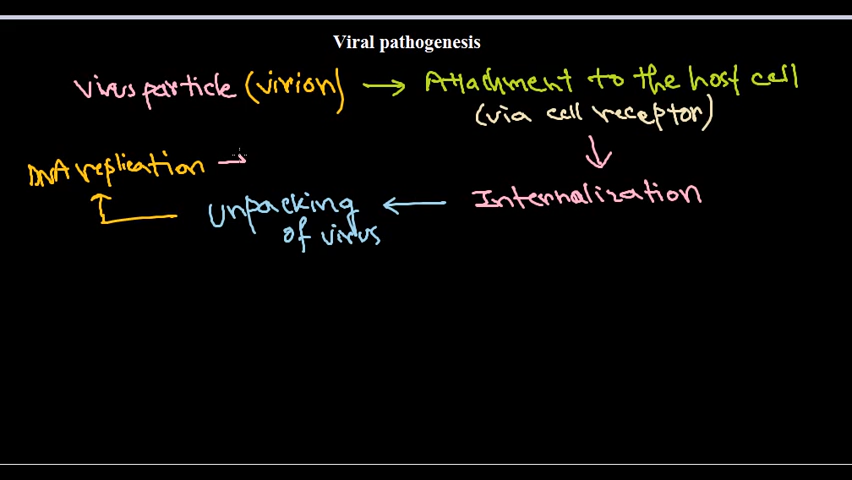 Viral pathogenesis
Virus particle (virion) → Attachment to the host cell
(via cell receptor)
DNA replication →
Internalization
Unpacking
of virus